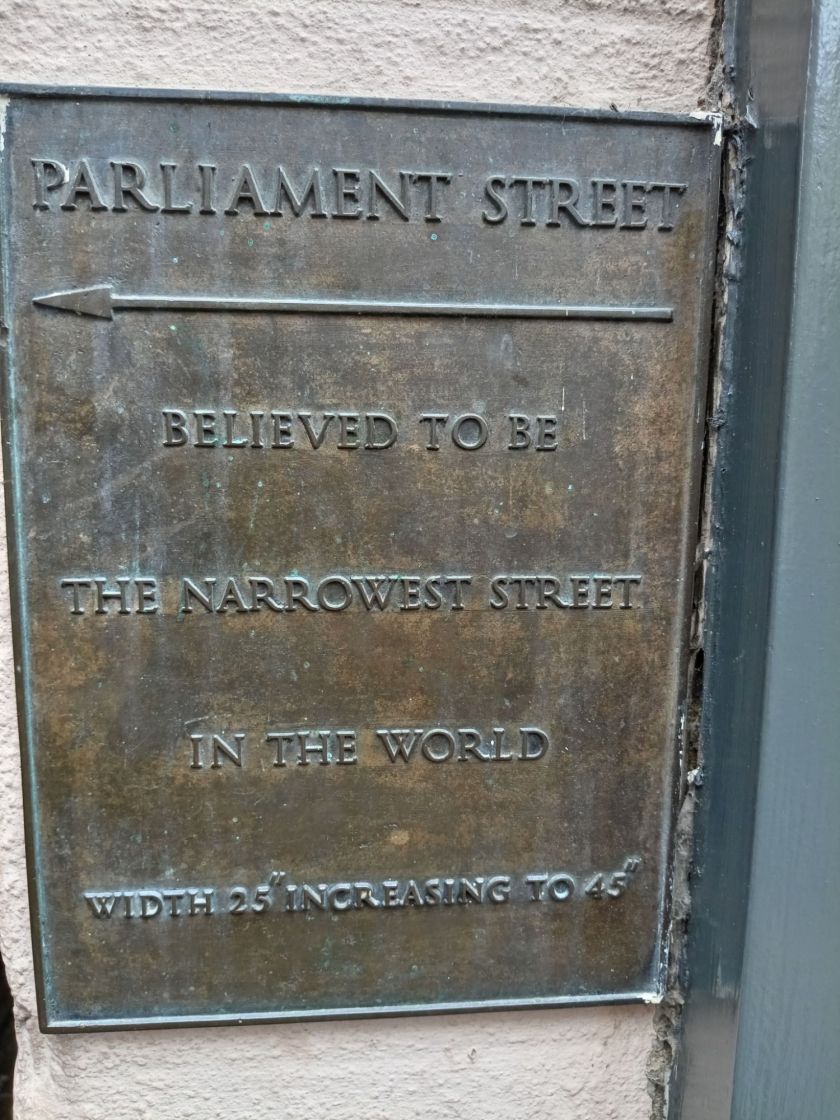 PARLIAMENT STREET
BELIEVED TO BE
THE NARROWEST STREET
IN THE WORLD
WIDTH 25" INCREASING TO 45"